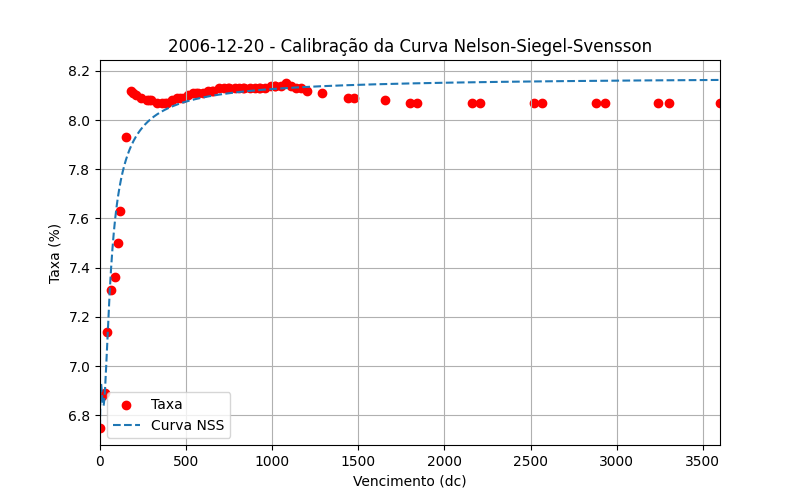 2006-12-20 - Calibração da Curva Nelson-Siegel-Svensson
8.2
8.0
7.8
7.6
7.4
7.2
7.0
6.8
Taxa (%)
Taxa
Curva NSS
0 500 1000 1500 2000 2500 3000 3500
Vencimento (dc)